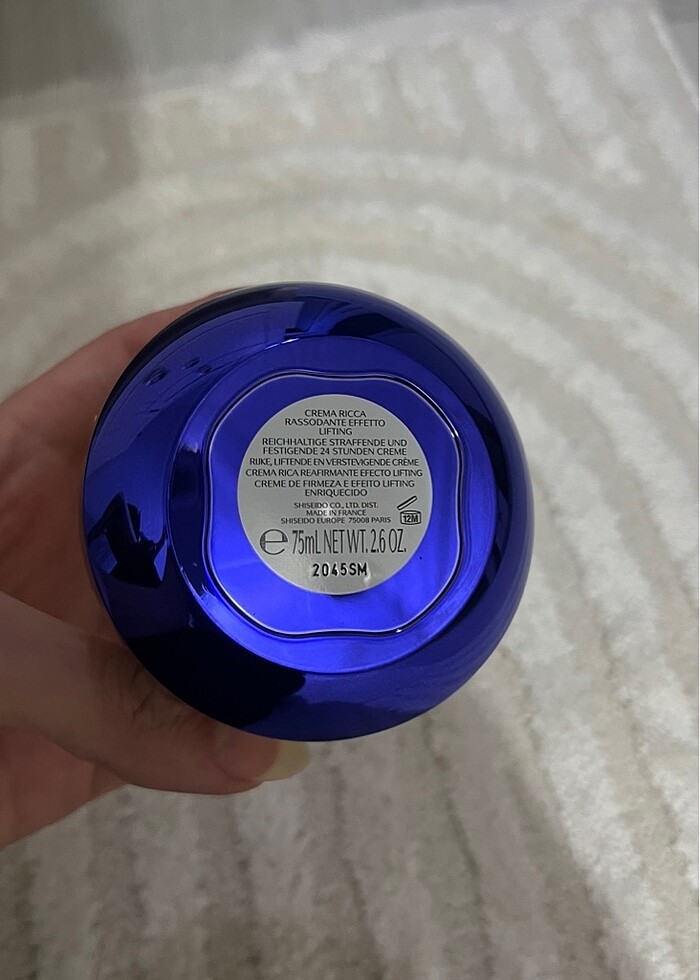 CREMA RICCA
RASSODANTE EFFETTO
LIFTING
REICHHALTIGE STRAFFENDE UND
FESTIGENDE 24 STUNDEN CREME
RIJKE, LIFTENDE EN VERSTEVIGENDE CRÈME
CREMA RICA REAFIRMANTE EFECTO LIFTING
CREME DE FIRMEZA E EFEITO LIFTING
ENRIQUECIDO
SHISEIDO CO., LTD. DIST.
MADE IN FRANCE
SHISEIDO EUROPE 75008 PARIS 12M
e 75mL NET WT. 2.6 OZ.
2045SM